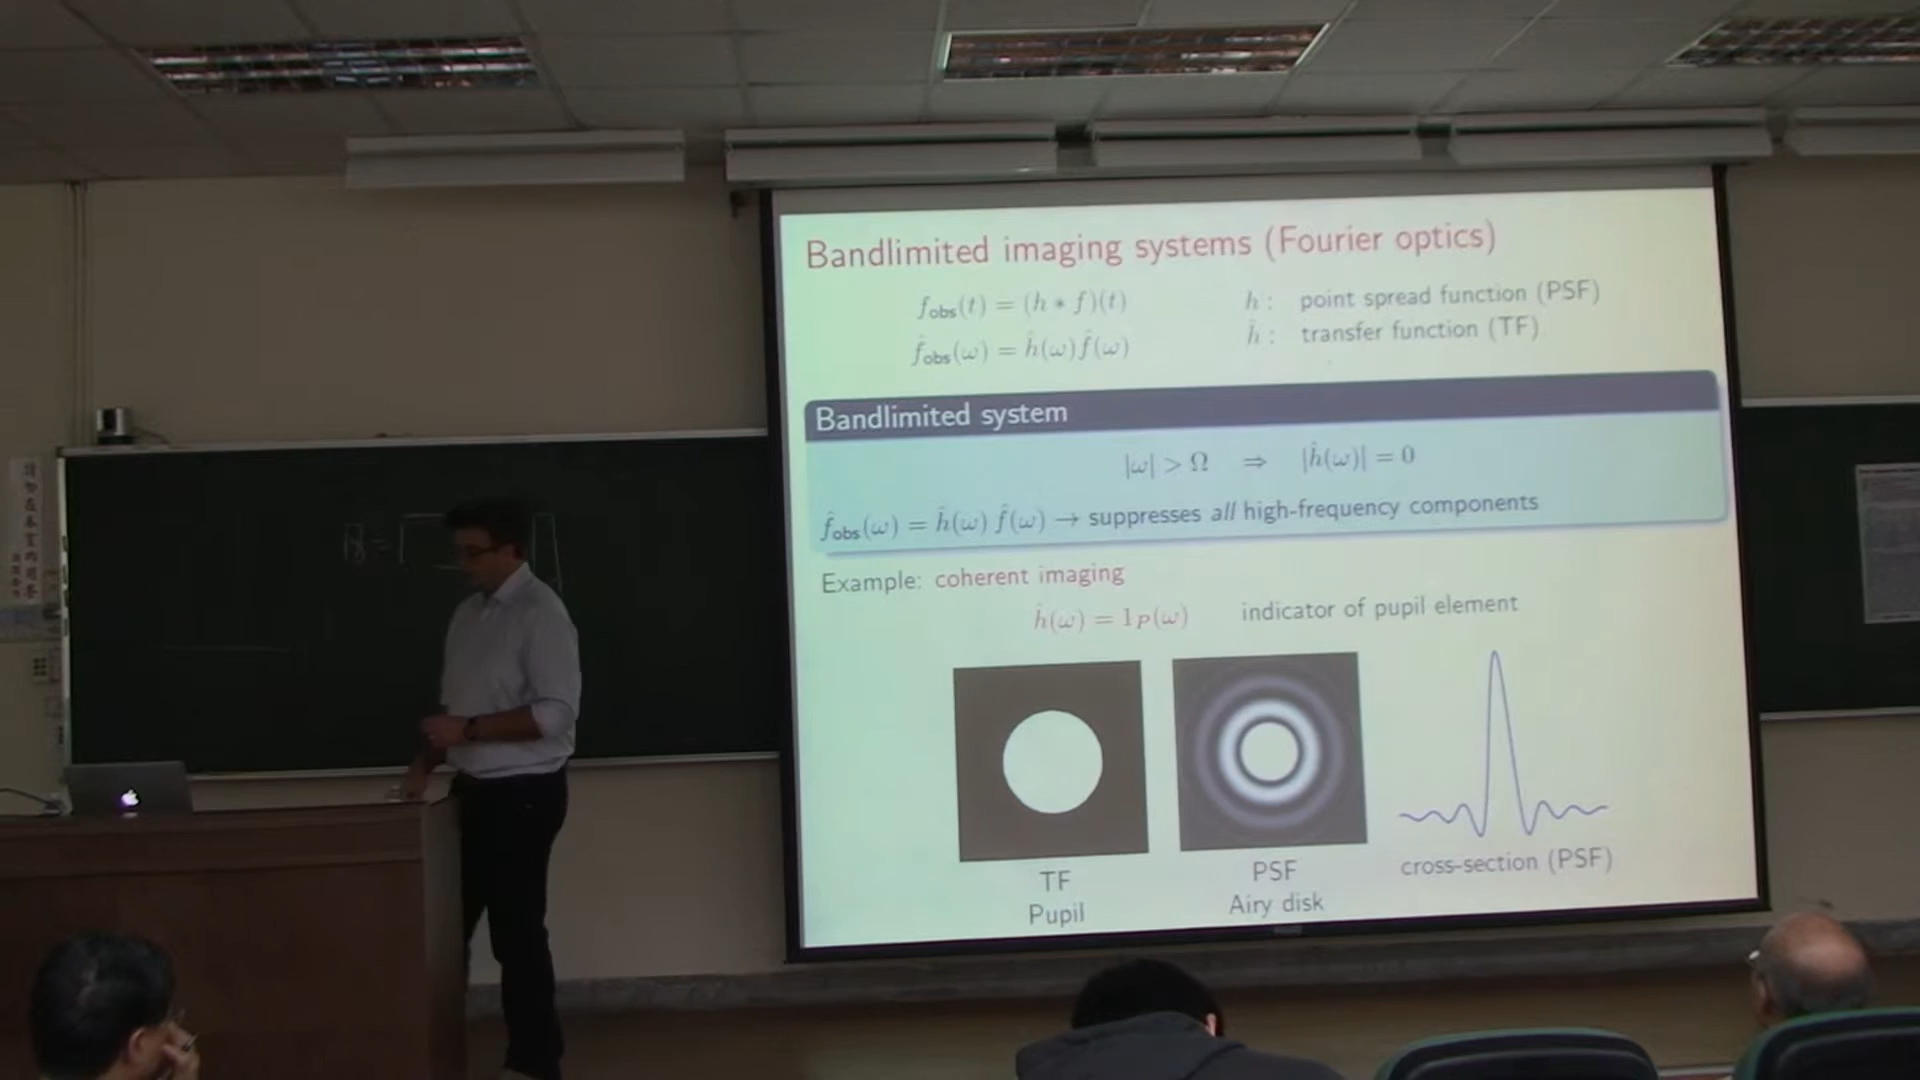 Bandlimited imaging systems (Fourier optics)
f_obs(t) = (h * f)(t)
h : point spread function (PSF)
f̂_obs(ω) = ĥ(ω)f̂(ω)
ĥ : transfer function (TF)
Bandlimited system
|ω| > Ω ⇒ |ĥ(ω)| = 0
f̂_obs(ω) = ĥ(ω) f̂(ω) → suppresses all high-frequency components
Example: coherent imaging
ĥ(ω) = 1_P(ω) indicator of pupil element
TF
Pupil
PSF
Airy disk
cross-section (PSF)